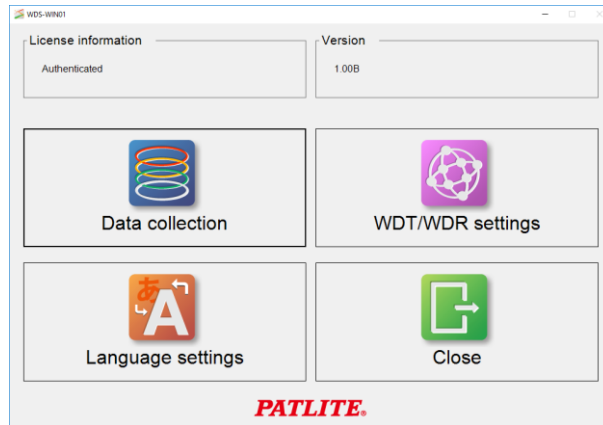 WDS-WIN01
License information
Authenticated
Version
1.00B
Data collection
WDT/WDR settings
あ
A
Language settings
Close
PATLITE®